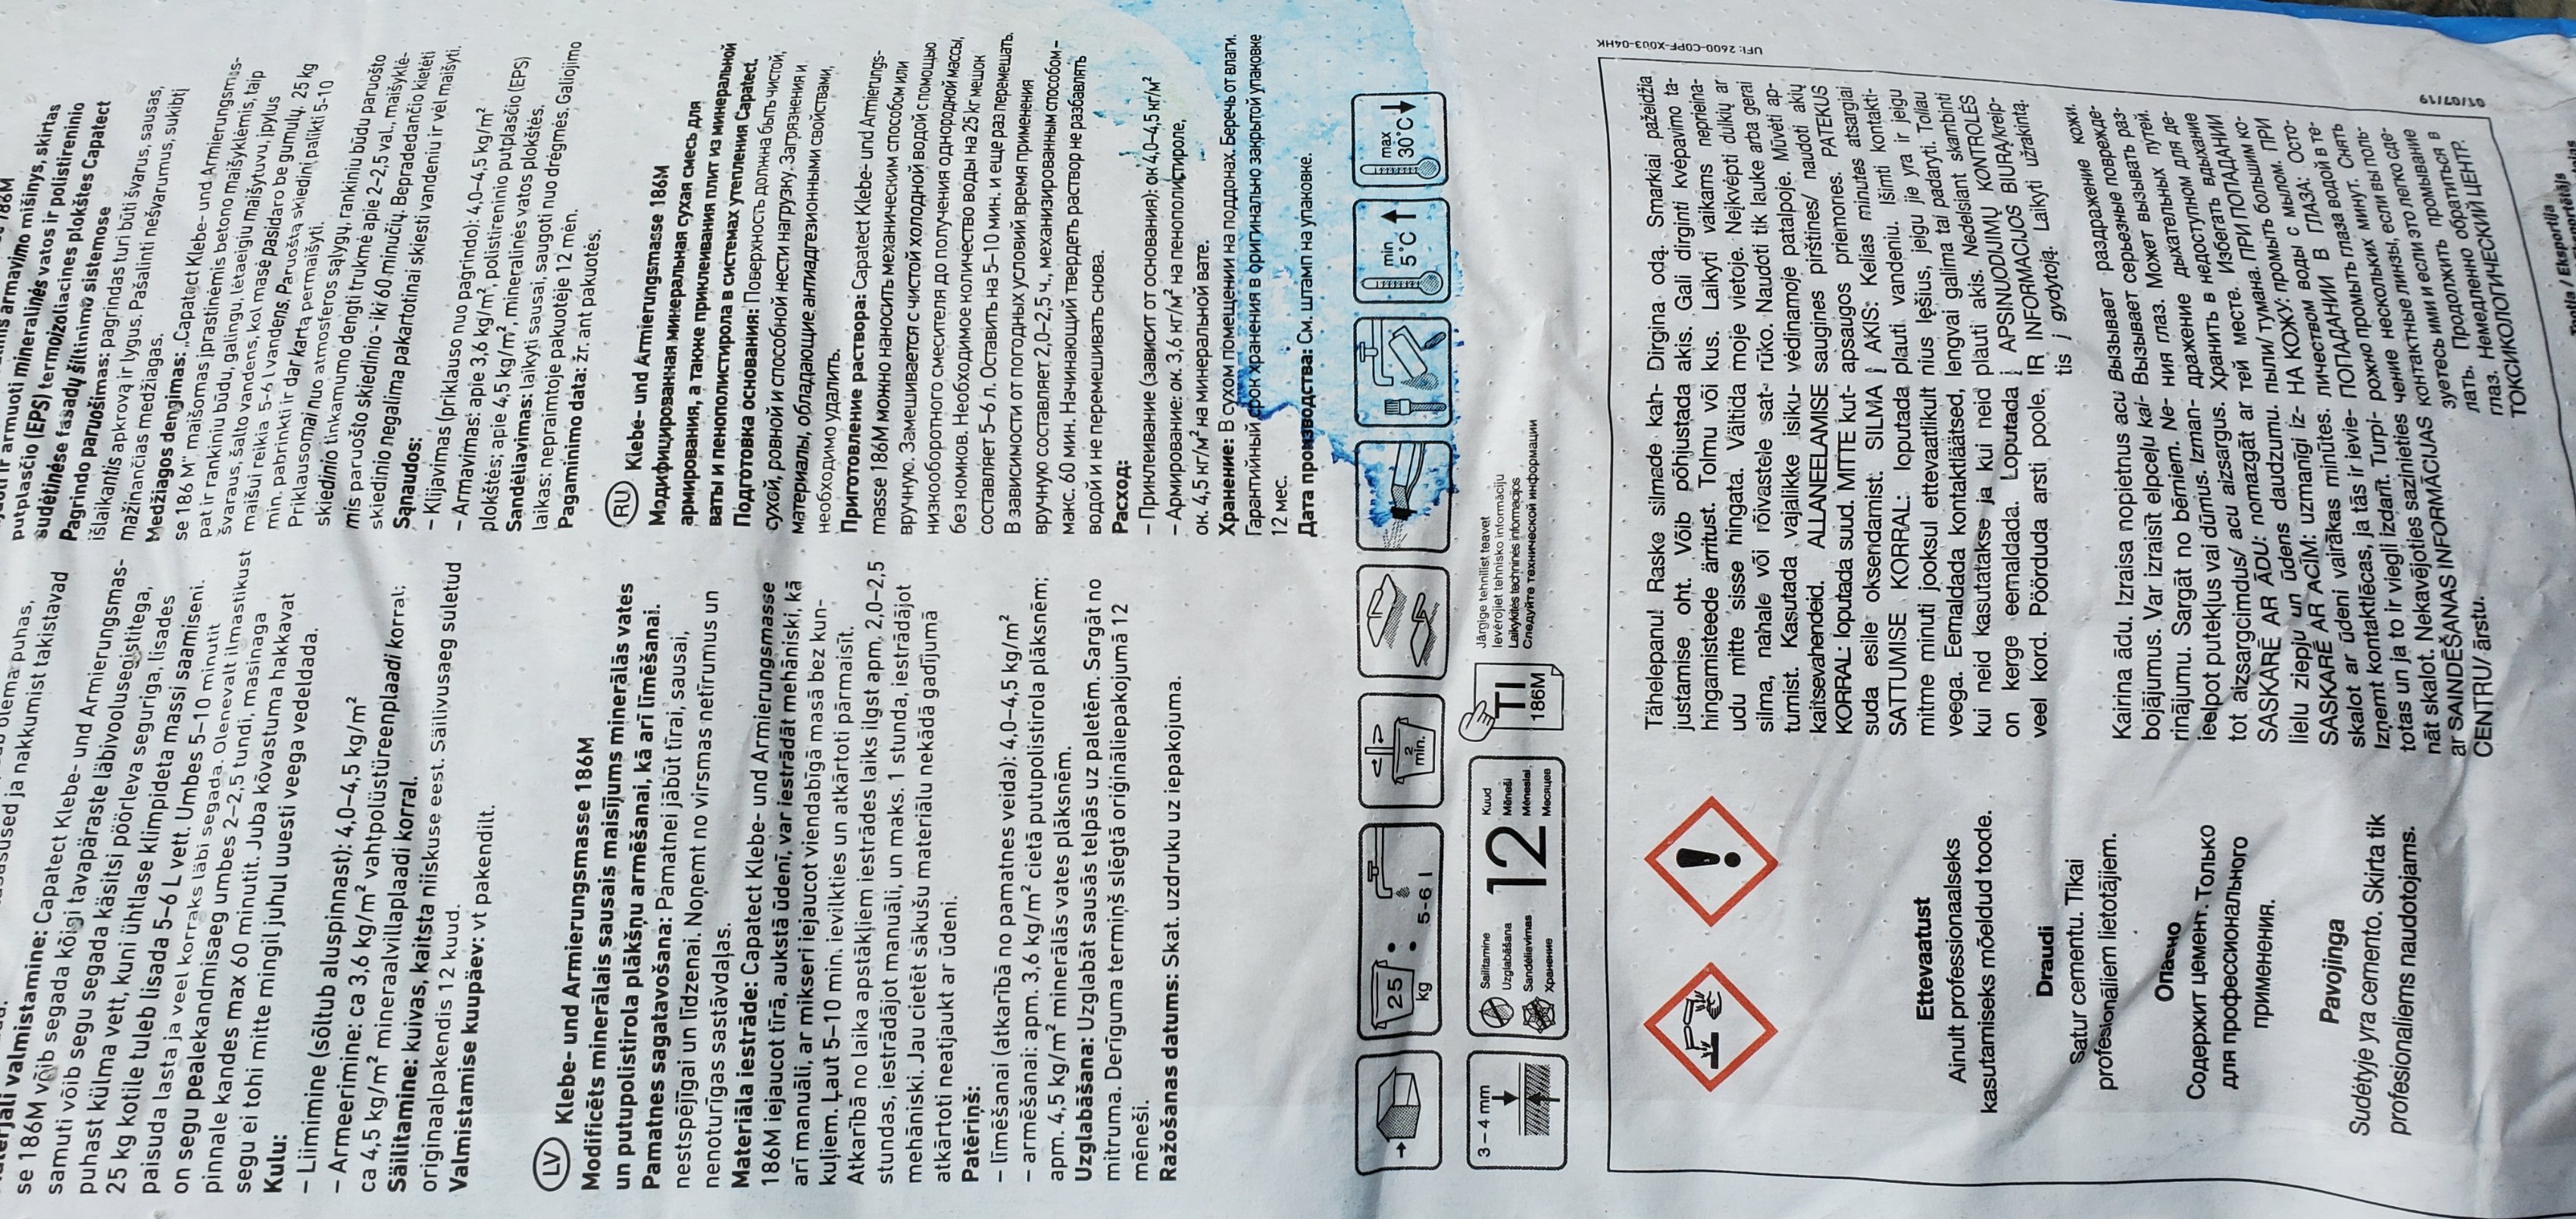 valmistamine: Capatect Klebe- und Armierungsmas-
se 186M võib segada kõigi tavapäraste läbivoolusegistitega,
samuti võib segu segada käsitsi pöörleva seguriga, lisades
puhast külma vett, kuni ühtlase klimpideta massi saamiseni.
25 kg kotile tuleb lisada 5–6 L vett. Umbes 5–10 minutit
paisuda lasta ja veel korraks läbi segada. Olenevalt ilmastikust
on segu pealekandmisaeg umbes 2–2,5 tundi, masinaga
pinnale kandes max 60 minutit. Juba kõvastuma hakkavat
segu ei tohi mitte mingil juhul uuesti veega vedeldada.
Kulu:
– Liimimine (sõltub aluspinnast): 4,0–4,5 kg/m²
– Armeerimine: ca 3,6 kg/m² vahtpolüstüreenplaadi korral;
ca 4,5 kg/m² mineraalvillaplaadi korral.
Säilitamine: kuivas, kaitsta niiskuse eest. Säilivusaeg suletud
originaalpakendis 12 kuud.
Valmistamise kuupäev: vt pakendilt.
LV Klebe- und Armierungsmasse 186M
Modificēts minerālais sausais maisījums minerālās vates
un putupolistirola plākšņu armēšanai, kā arī līmēšanai.
Pamatnes sagatavošana: Pamatnei jābūt tīrai, sausai,
nestspējīgai un līdzenai. Noņemt no virsmas netīrumus un
nenoturīgas sastāvdaļas.
Materiāla iestrāde: Capatect Klebe- und Armierungsmasse
186M iejaucot tīrā, aukstā ūdenī, var iestrādāt mehāniski, kā
arī manuāli, ar mikseri iejaucot viendabīgā masā bez kun-
kuļiem. Ļaut 5–10 min. ievilkties un atkārtoti pārmaisīt.
Atkarībā no laika apstākļiem iestrādes laiks ilgst apm. 2,0–2,5
stundas, iestrādājot manuāli, un maks. 1 stunda, iestrādājot
mehāniski. Jau cietēt sākušu materiālu nekādā gadījumā
atkārtoti neatjaukt ar ūdeni.
Patēriņš:
– līmēšanai (atkarībā no pamatnes veida): 4,0–4,5 kg/m²
– armēšanai: apm. 3,6 kg/m² cietā putupolistirola plāksnēm;
apm. 4,5 kg/m² minerālās vates plāksnēm.
Uzglabāšana: Uzglabāt sausās telpās uz paletēm. Sargāt no
mitruma. Derīguma termiņš slēgtā oriģināliepakojumā 12
mēneši.
Ražošanas datums: Skat. uzdruku uz iepakojuma.
putplasčio (EPS) termoizoliacines plokštes Capatect
sudėtinėse fasadų šiltinimo sistemose
Pagrindo paruošimas: pagrindas turi būti švarus, sausas,
išlaikantis apkrovą ir lygus. Pašalinti nešvarumus, sukibtį
mažinančias medžiagas.
Medžiagos dengimas: „Capatect Klebe- und Armierungsmas-
se 186 M" maišomas įprastinėmis betono maišyklėmis, taip
pat ir rankiniu būdu, galingu, lėtaeigiu maišytuvu, įpylus
švaraus, šalto vandens, kol masė pasidaro be gumulų. 25 kg
maišui reikia 5–6 l vandens. Paruoštą skiedinį palikti 5-10
min. pabrinkti ir dar kartą permaišyti.
Priklausomai nuo atmosferos sąlygų, rankiniu būdu paruošto
skiedinio tinkamumo dengti trukmė apie 2–2,5 val., maišyklė-
mis paruošto skiedinio - iki 60 minučių. Bepradedančio kietėti
skiedinio negalima pakartotinai skiesti vandeniu ir vėl maišyti.
Sąnaudos:
– Klijavimas (priklauso nuo pagrindo): 4,0–4,5 kg/m²
– Armavimas: apie 3,6 kg/m², polistireninio putplasčio (EPS)
plokštės; apie 4,5 kg/m², mineralinės vatos plokštės.
Sandėliavimas: laikyti sausai, saugoti nuo drėgmės. Galiojimo
laikas: nepraimtoje pakuotėje 12 mėn.
Pagaminimo data: žr. ant pakuotės.
RU Klebe- und Armierungsmasse 186M
Модифицированная минеральная сухая смесь для
армирования, а также приклеивания плит из минеральной
ваты и пенополистирола в системах утепления Capatect.
Подготовка основания: Поверхность должна быть чистой,
сухой, ровной и способной нести нагрузку. Загрязнения и
материалы, обладающие антиадгезионными свойствами,
необходимо удалить.
Приготовление раствора: Capatect Klebe- und Armierungs-
masse 186M можно наносить механическим способом или
вручную. Замешивается с чистой холодной водой с помощью
низкооборотного смесителя до получения однородной массы,
без комков. Необходимое количество воды на 25 кг мешок
составляет 5–6 л. Оставить на 5–10 мин. и еще раз перемешать.
В зависимости от погодных условий время применения
вручную составляет 2,0–2,5 ч., механизированным способом–
макс. 60 мин. Начинающий твердеть раствор не разбавлять
водой и не перемешивать снова.
Расход:
– Приклеивание (зависит от основания): ок 4,0–4,5 кг/м²
– Армирование: ок. 3,6 кг/м² на пенополистироле,
ок. 4,5 кг/м² на минеральной вате.
Хранение: В сухом помещении на поддонах. Беречь от влаги.
Гарантийный срок хранения в оригинально закрытой упаковке
12 мес.
Дата производства: См. штамп на упаковке.
25 kg : 5-6 l
2 min.
min 5°C
max 30°C
3 – 4 mm
Säilitamine
Uzglabāšana
Sandėliavimas
Хранение
12
Kuud
Mēneši
Mėnesiai
Месяцев
TI
186M
Järgige tehnilist teavet
Ievērojiet tehnisko informāciju
Laikykitės techninės informacijos
Следуйте технической информации
UFI: 2600-C0PF-X003-04HK
Ettevaatust
Ainult professionaalseks
kasutamiseks mõeldud toode.
Draudi
Satur cementu. Tikai
profesionāliem lietotājiem.
Опасно
Содержит цемент. Только
для профессионального
применения.
Pavojinga
Sudėtyje yra cemento. Skirta tik
profesionaliems naudotojams.
Tähelepanu! Raske silmade kah-
justamise oht. Võib põhjustada
hingamisteede ärritust. Tolmu või
udu mitte sisse hingata. Vältida
silma, nahale või rõivastele sat-
tumist. Kasutada vajalikke isiku-
kaitsevahendeid. ALLANEELAMISE
KORRAL: loputada suud. MITTE kut-
suda esile oksendamist. SILMA
SATTUMISE KORRAL: loputada
mitme minuti jooksul ettevaatlikult
veega. Eemaldada kontaktläätsed,
kui neid kasutatakse ja kui neid
on kerge eemaldada. Loputada
veel kord. Pöörduda arsti poole.
Kairina ādu. Izraisa nopietnus acu
bojājumus. Var izraisīt elpceļu kai-
rinājumu. Sargāt no bērniem. Ne-
ieelpot putekļus vai dūmus. Izman-
tot aizsargcimdus/ acu aizsargus.
SASKARĒ AR ĀDU: nomazgāt ar
lielu ziepju un ūdens daudzumu.
SASKARĒ AR ACĪM: uzmanīgi iz-
skalot ar ūdeni vairākas minūtes.
Izņemt kontaktlēcas, ja tās ir ievie-
totas un ja to ir viegli izdarīt. Turpi-
nāt skalot. Nekavējoties sazinieties
ar SAINDĒŠANAS INFORMĀCIJAS
CENTRU/ ārstu.
Dirgina odą. Smarkiai pažeidžia
akis. Gali dirginti kvėpavimo ta-
kus. Laikyti vaikams neprieina-
moje vietoje. Neįkvėpti dulkių ar
rūko. Naudoti tik lauke arba gerai
vėdinamoje patalpoje. Mūvėti ap-
saugines pirštines/ naudoti akių
apsaugos priemones. PATEKUS
Į AKIS: Kelias minutes atsargiai
plauti vandeniu. Išimti kontakti-
nius lęšius, jeigu jie yra ir jeigu
lengvai galima tai padaryti. Toliau
plauti akis. Nedelsiant skambinti
Į APSINUODIJIMŲ KONTROLĖS
IR INFORMACIJOS BIURĄ/kreip-
tis į gydytoją. Laikyti užrakintą.
Вызывает раздражение кожи.
Вызывает серьезные поврежде-
ния глаз. Может вызывать раз-
дражение дыхательных путей.
Хранить в недоступном для де-
тей месте. Избегать вдыхание
пыли/ тумана. ПРИ ПОПАДАНИИ
НА КОЖУ: промыть большим ко-
личеством воды с мылом. ПРИ
ПОПАДАНИИ В ГЛАЗА: Осто-
рожно промыть глаза водой в те-
чение нескольких минут. Снять
контактные линзы, если вы поль-
зуетесь ими и если это легко сде-
лать. Продолжить промывание
глаз. Немедленно обратиться в
ТОКСИКОЛОГИЧЕСКИЙ ЦЕНТР.
01/07/19